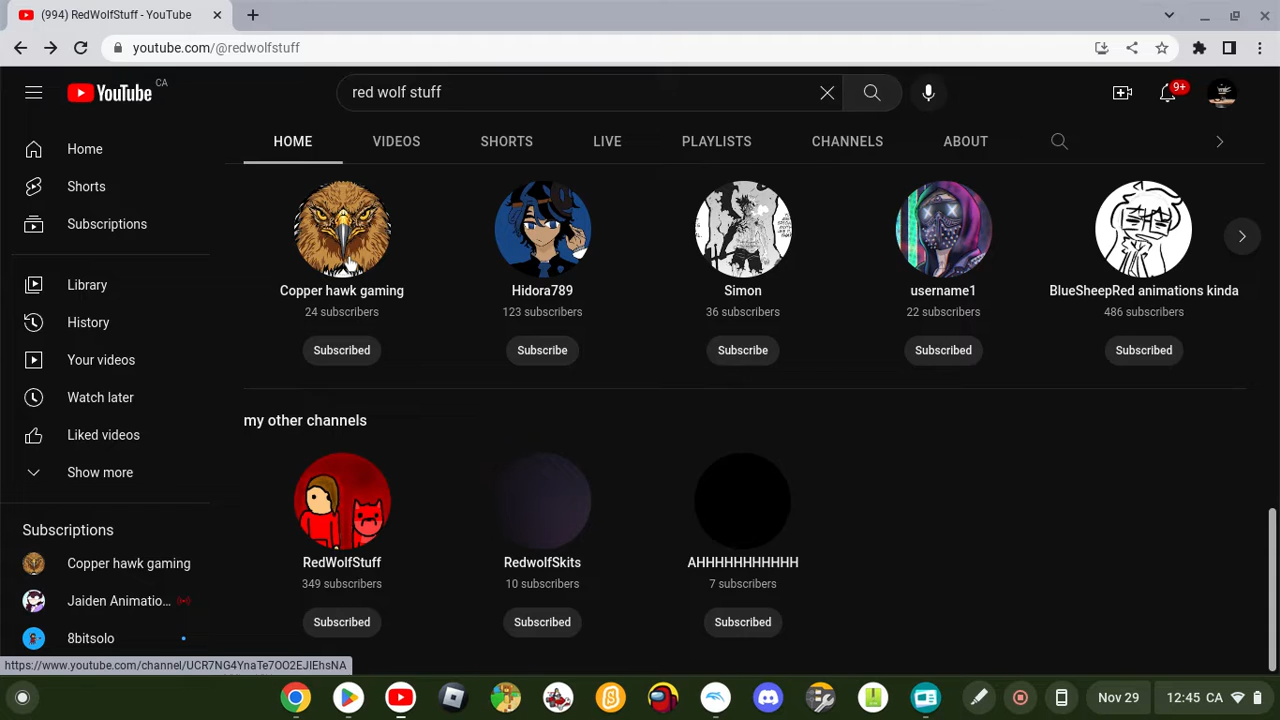 (994) RedWolfStuff - YouTube
youtube.com/@redwolfstuff
YouTube CA
red wolf stuff
9+
HOME VIDEOS SHORTS LIVE PLAYLISTS CHANNELS ABOUT
Home
Shorts
Subscriptions
Library
History
Your videos
Watch later
Liked videos
Show more
Subscriptions
Copper hawk gaming
Jaiden Animatio...
8bitsolo
Copper hawk gaming Hidora789 Simon username1 BlueSheepRed animations kinda
24 subscribers 123 subscribers 36 subscribers 22 subscribers 486 subscribers
Subscribed Subscribe Subscribe Subscribed Subscribed
my other channels
RedWolfStuff RedwolfSkits AHHHHHHHHHHH
349 subscribers 10 subscribers 7 subscribers
Subscribed Subscribed Subscribed
https://www.youtube.com/channel/UCR7NG4YnaTe7OO2EJIEhsNA
Nov 29 12:45 CA